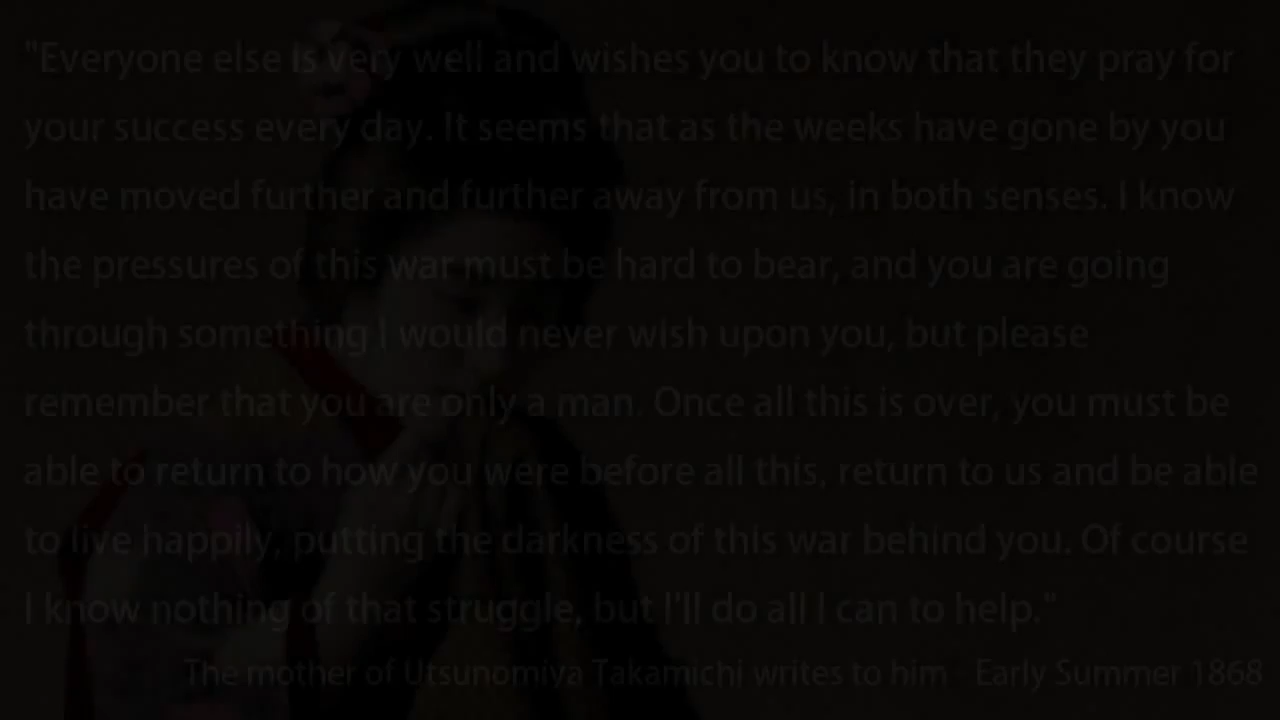 "Everyone else is very well and wishes you to know that they pray for
your success every day. It seems that as the weeks have gone by you
have moved further and further away from us, in both senses. I know
the pressures of this war must be hard to bear, and you are going
through something I would never wish upon you, but please
remember that you are only a man. Once all this is over, you must be
able to return to how you were before all this, return to us and be able
to live happily, putting the darkness of this war behind you. Of course
I know nothing of that struggle, but I'll do all I can to help."
The mother of Utsunomiya Takamichi writes to him - Early Summer 1868